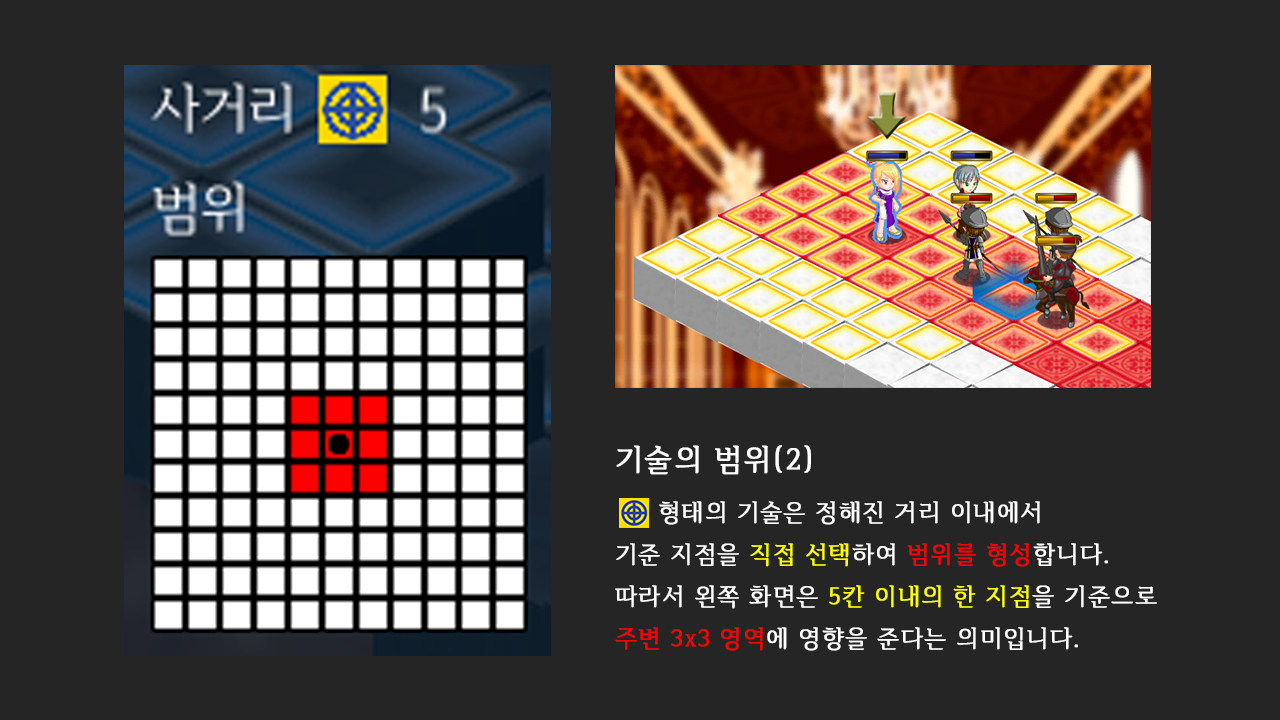 사거리 5
범위
기술의 범위(2)
형태의 기술은 정해진 거리 이내에서
기준 지점을 직접 선택하여 범위를 형성합니다.
따라서 왼쪽 화면은 5칸 이내의 한 지점을 기준으로
주변 3x3 영역에 영향을 준다는 의미입니다.